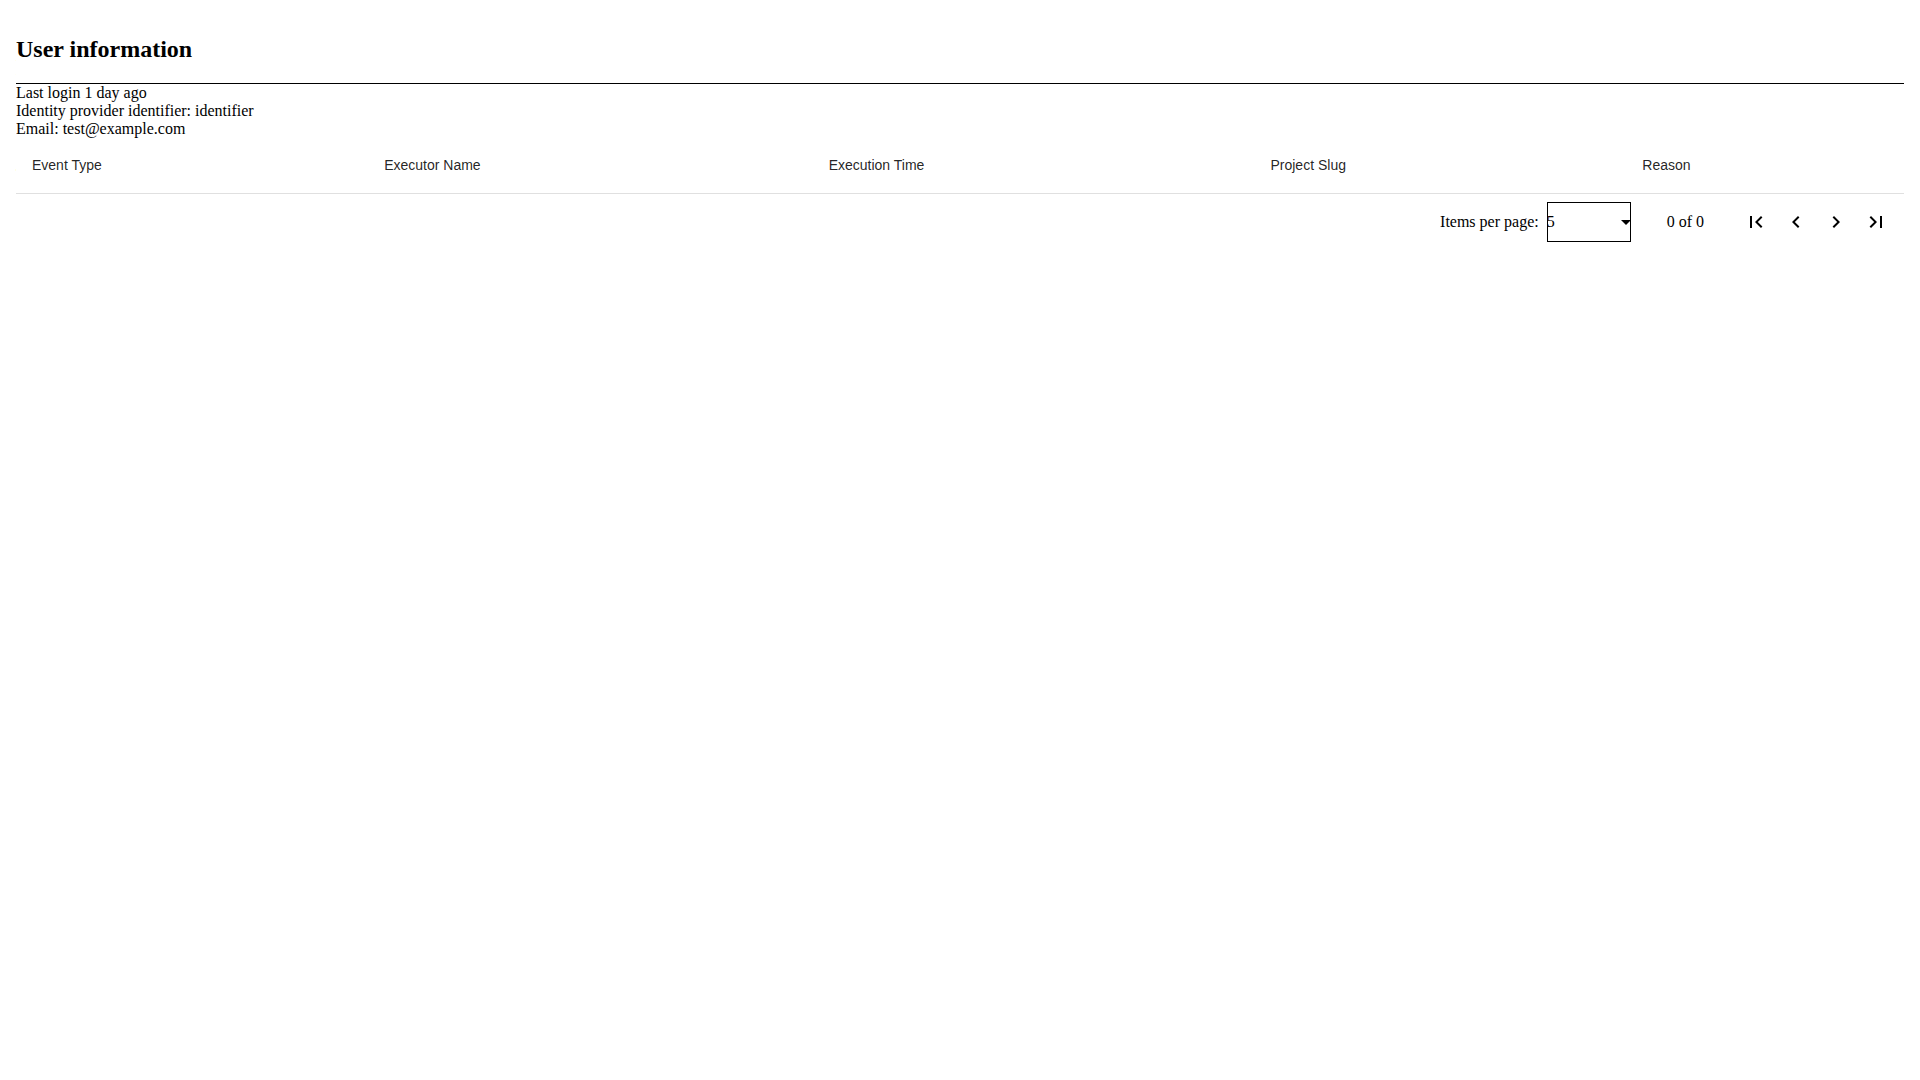 User information
Last login 1 day ago
Identity provider identifier: identifier
Email: test@example.com
Event Type Executor Name Execution Time Project Slug Reason
Items per page: 5 0 of 0